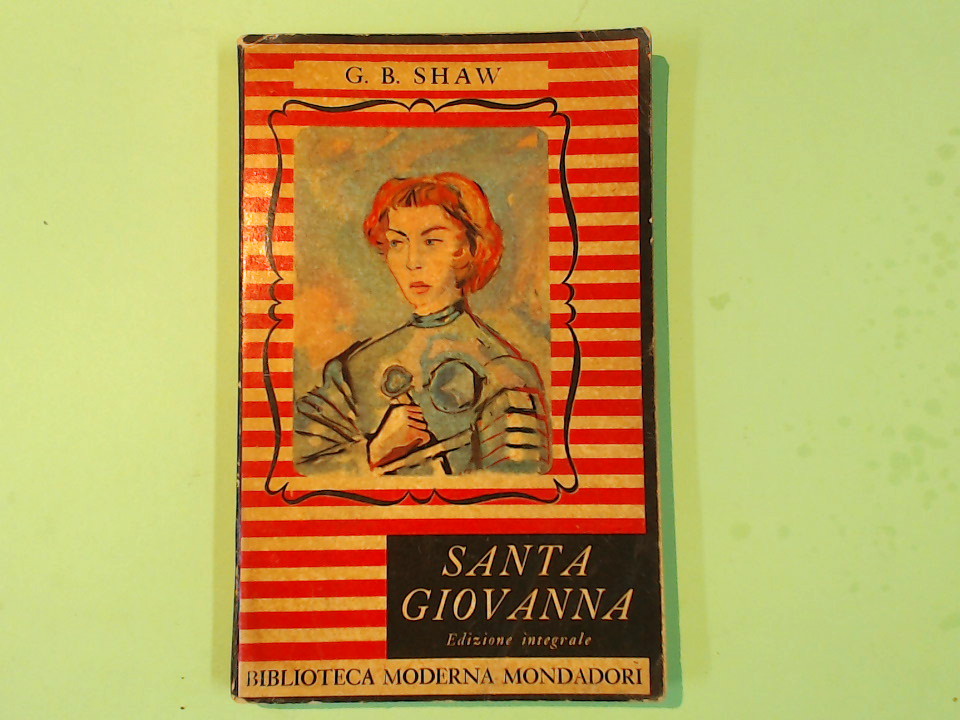 G. B. SHAW
SANTA
GIOVANNA
Edizione integrale
BIBLIOTECA MODERNA MONDADORI